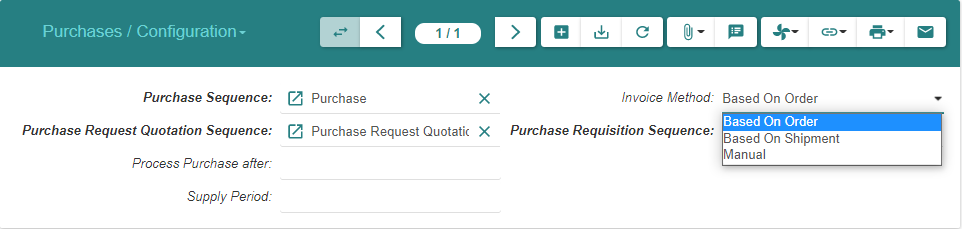 Purchases / Configuration
1 / 1
Purchase Sequence: Purchase
Invoice Method: Based On Order
Purchase Request Quotation Sequence: Purchase Request Quotatic
Purchase Requisition Sequence:
Based On Order
Based On Shipment
Manual
Process Purchase after:
Supply Period: